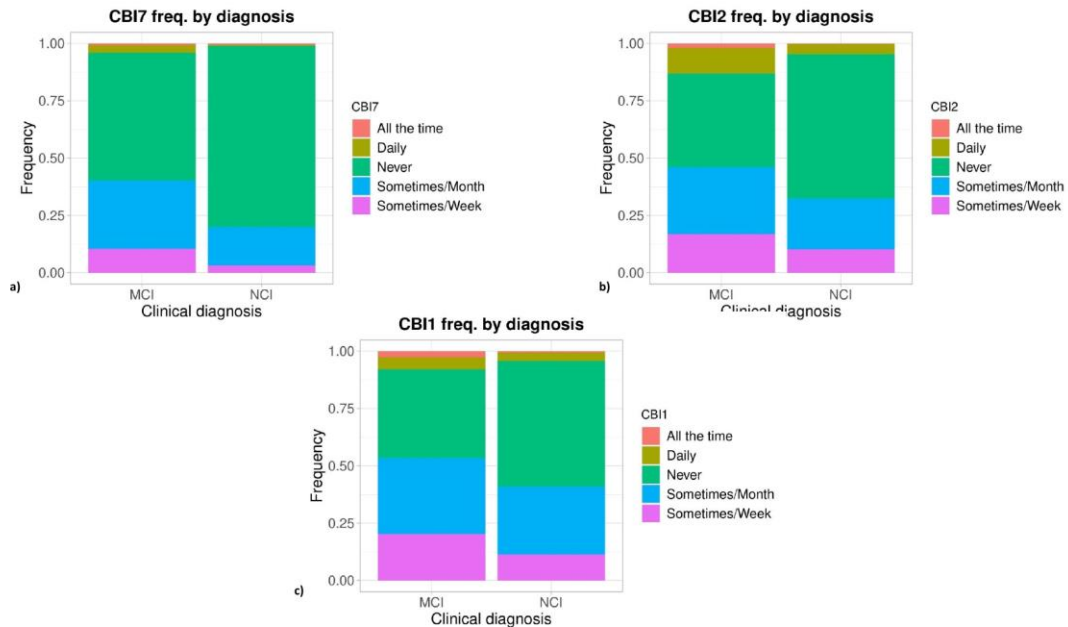 CBI7 freq. by diagnosis
1.00
0.75
0.50
0.25
0.00
Frequency
MCI
NCI
Clinical diagnosis
CBI7
All the time
Daily
Never
Sometimes/Month
Sometimes/Week
a)
CBI2 freq. by diagnosis
1.00
0.75
0.50
0.25
0.00
Frequency
MCI
NCI
Clinical diagnosis
CBI2
All the time
Daily
Never
Sometimes/Month
Sometimes/Week
b)
CBI1 freq. by diagnosis
1.00
0.75
0.50
0.25
0.00
Frequency
MCI
NCI
Clinical diagnosis
CBI1
All the time
Daily
Never
Sometimes/Month
Sometimes/Week
c)